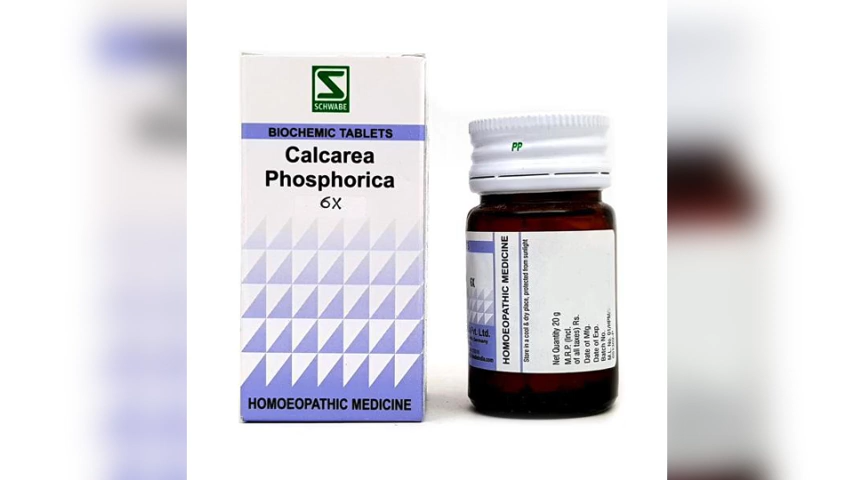 SCHWABE
BIOCHEMIC TABLETS
Calcarea
Phosphorica
6X
HOMOEOPATHIC MEDICINE
PP
6X
Ltd.
HOMOEOPATHIC MEDICINE
Store in a cool & dry place, protected from sunlight
Net Quantity 20 g
M.R.P. (Incl.
of all taxes) Rs.
Date of Mfg.
Date of Exp.
Batch No.